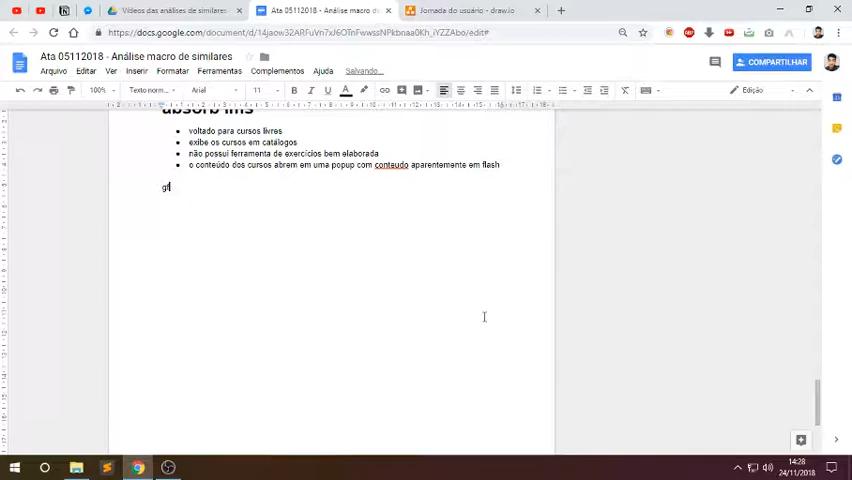 Vídeos das análises de similares
Ata 05112018 - Análise macro d
Jornada do usuário - draw.io
https://docs.google.com/document/d/14jaow32ARFuVn7xJ6OTnFwwssNPkbnaa0Kh_iYZZAbo/edit#
Ata 05112018 - Análise macro de similares
Arquivo Editar Ver Inserir Formatar Ferramentas Complementos Ajuda Salvando...
COMPARTILHAR
100% Texto norm... Arial 11 Edição
absorb lms
voltado para cursos livres
exibe os cursos em catálogos
não possui ferramenta de exercícios bem elaborada
o conteúdo dos cursos abrem em uma popup com conteudo aparentemente em flash
gf
14:28
24/11/2018